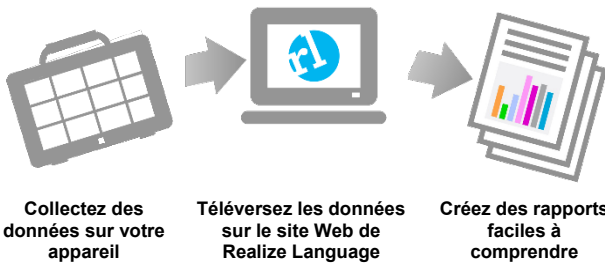 rl
Collectez des
données sur votre
appareil
Téléversez les données
sur le site Web de
Realize Language
Créez des rapports
faciles à
comprendre